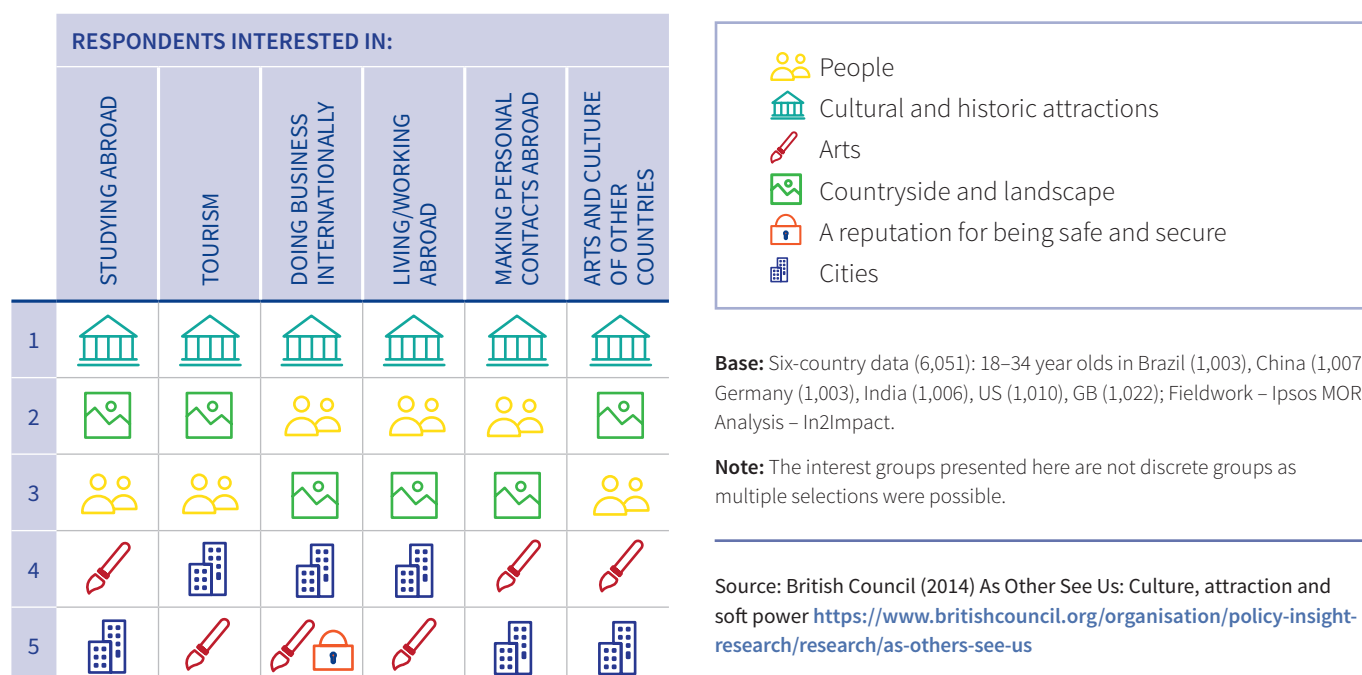 RESPONDENTS INTERESTED IN:
STUDYING ABROAD
TOURISM
DOING BUSINESS
INTERNATIONALLY
LIVING/WORKING
ABROAD
MAKING PERSONAL
CONTACTS ABROAD
ARTS AND CULTURE
OF OTHER
COUNTRIES
1
2
3
4
5
People
Cultural and historic attractions
Arts
Countryside and landscape
A reputation for being safe and secure
Cities
Base: Six-country data (6,051): 18–34 year olds in Brazil (1,003), China (1,007
Germany (1,003), India (1,006), US (1,010), GB (1,022); Fieldwork – Ipsos MOR
Analysis – In2Impact.
Note: The interest groups presented here are not discrete groups as
multiple selections were possible.
Source: British Council (2014) As Other See Us: Culture, attraction and
soft power https://www.britishcouncil.org/organisation/policy-insight-
research/research/as-others-see-us